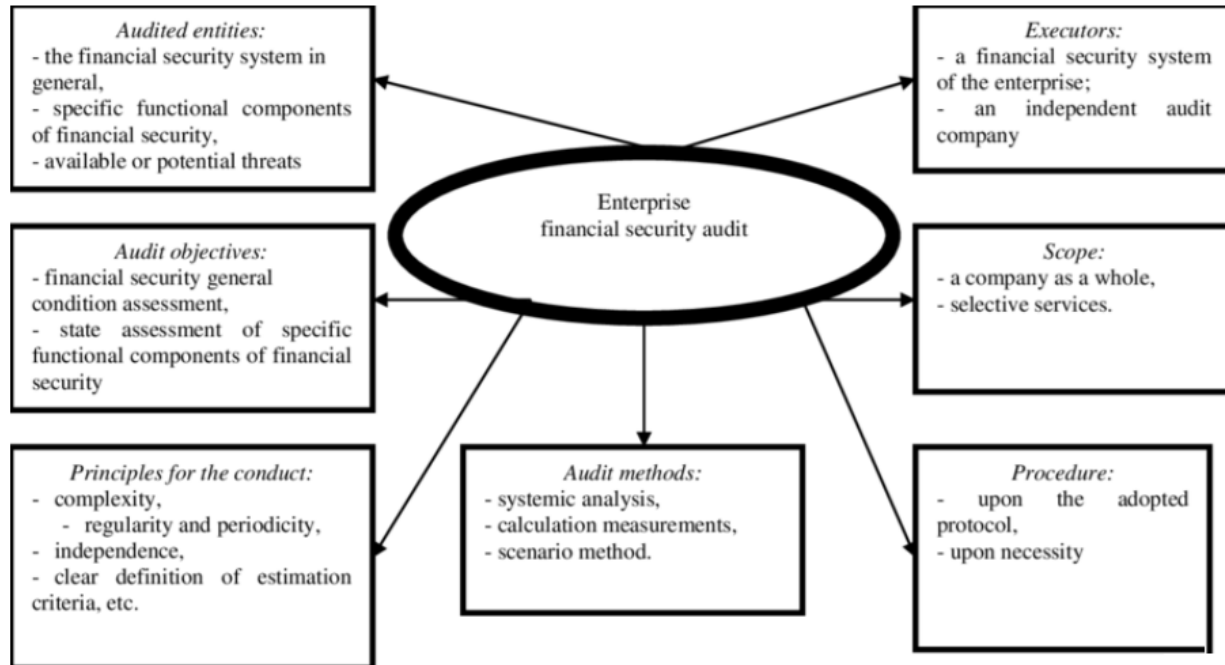 Audited entities:
- the financial security system in
general,
- specific functional components
of financial security,
- available or potential threats
Executors:
- a financial security system
of the enterprise;
- an independent audit
company
Enterprise
financial security audit
Audit objectives:
- financial security general
condition assessment,
- state assessment of specific
functional components of financial
security
Scope:
- a company as a whole,
- selective services.
Principles for the conduct:
- complexity,
- regularity and periodicity,
- independence,
- clear definition of estimation
criteria, etc.
Audit methods:
- systemic analysis,
- calculation measurements,
- scenario method.
Procedure:
- upon the adopted
protocol,
- upon necessity